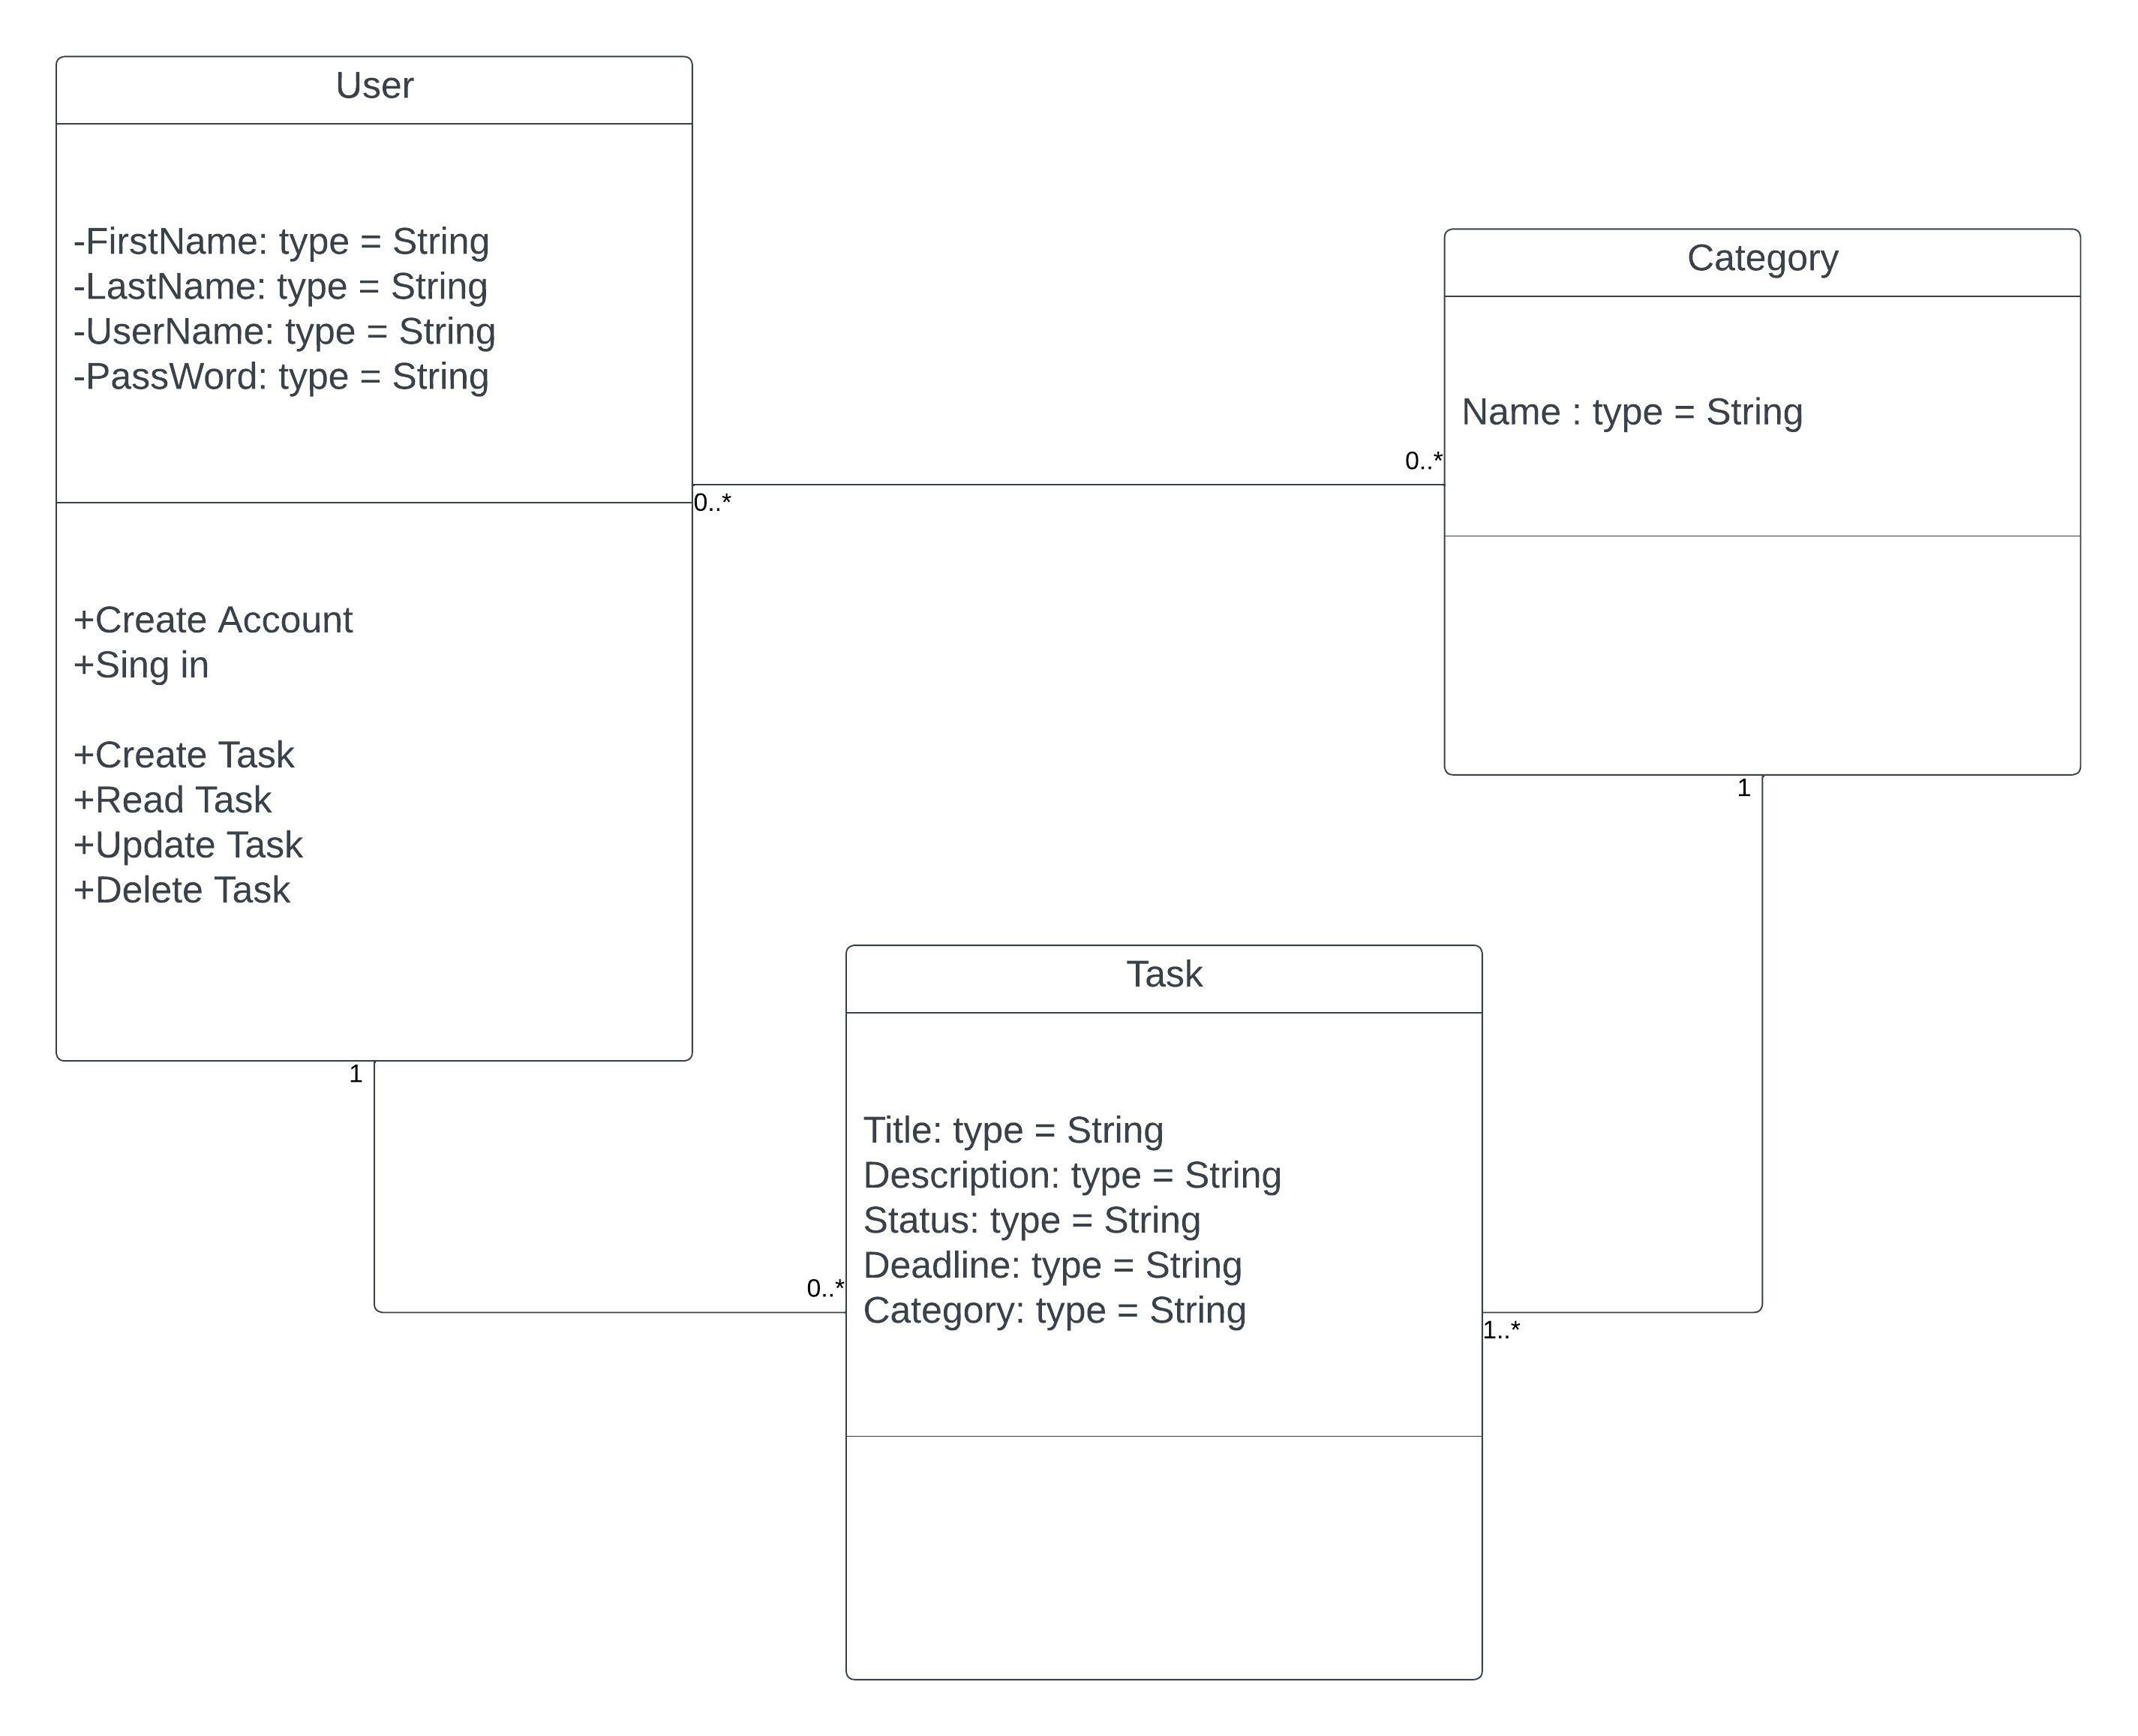 User
-FirstName: type = String
-LastName: type = String
-UserName: type = String
-PassWord: type = String
+Create Account
+Sing in
+Create Task
+Read Task
+Update Task
+Delete Task
0..*
0..*
Category
Name : type = String
1
1
0..*
Task
Title: type = String
Description: type = String
Status: type = String
Deadline: type = String
Category: type = String
1..*